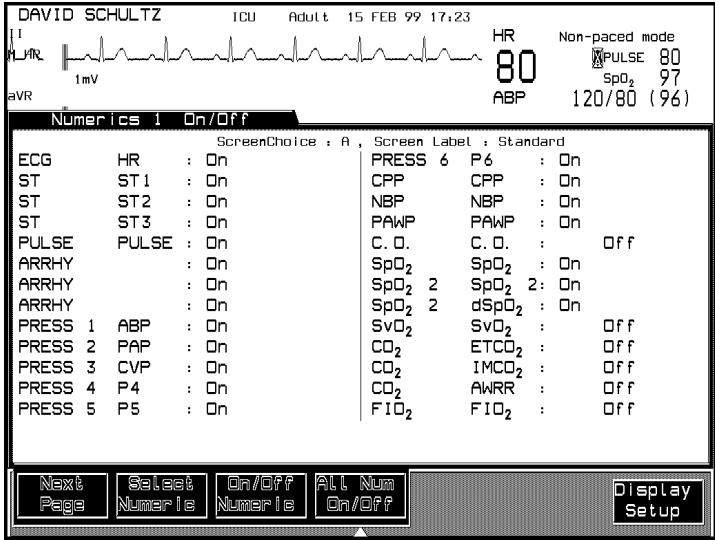 DAVID SCHULTZ ICU Adult 15 FEB 99 17:23
II HR Non-paced mode
PULSE 80
80
1mV SpO₂ 97
aVR ABP 120/80 (96)
Numerics 1 On/Off
ScreenChoice : A , Screen Label : Standard
ECG HR : On PRESS 6 P6 : On
ST ST1 : On CPP CPP : On
ST ST2 : On NBP NBP : On
ST ST3 : On PAWP PAWP : On
PULSE PULSE : On C.O. C.O. : Off
ARRHY : On SpO₂ SpO₂ : On
ARRHY : On SpO₂ 2 SpO₂ 2: On
ARRHY : On SpO₂ 2 dSpO₂ : On
PRESS 1 ABP : On SvO₂ SvO₂ : Off
PRESS 2 PAP : On CO₂ ETCO₂ : Off
PRESS 3 CVP : On CO₂ IMCO₂ : Off
PRESS 4 P4 : On CO₂ AWRR : Off
PRESS 5 P5 : On FIO₂ FIO₂ : Off
Next Page Select Numeric On/Off Numeric All Num On/Off Display Setup